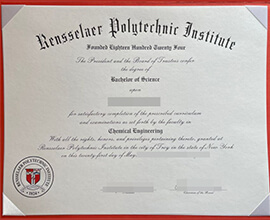 Rensselaer Polytechnic Institute
Founded Eighteen Hundred Twenty Four
The President and the Board of Trustees confer
the degree of
Bachelor of Science
upon
for satisfactory completion of the prescribed curriculum
and examinations as set forth by the faculty in
Chemical Engineering
With all the rights, honors, and privileges pertaining thereto, granted at
Rensselaer Polytechnic Institute in the city of Troy in the state of New York
on this twenty-first day of May
RENSSELAER POLYTECHNIC INSTITUTE